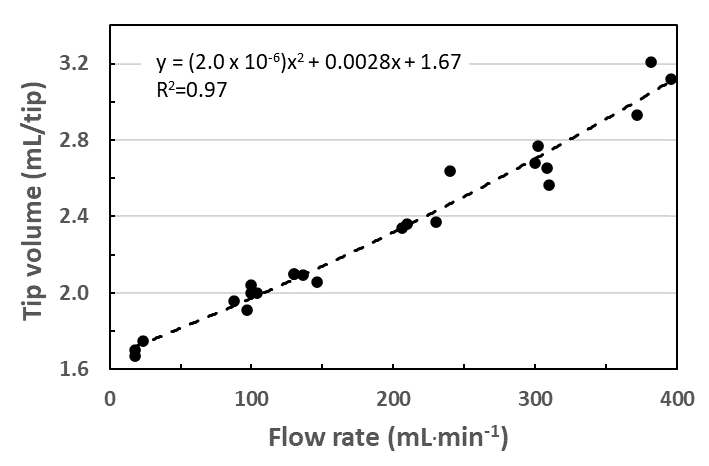 y = (2.0 x 10⁻⁶)x² + 0.0028x + 1.67
R²=0.97
3.2
2.8
2.4
2.0
1.6
0 100 200 300 400
Tip volume (mL/tip)
Flow rate (mL·min⁻¹)